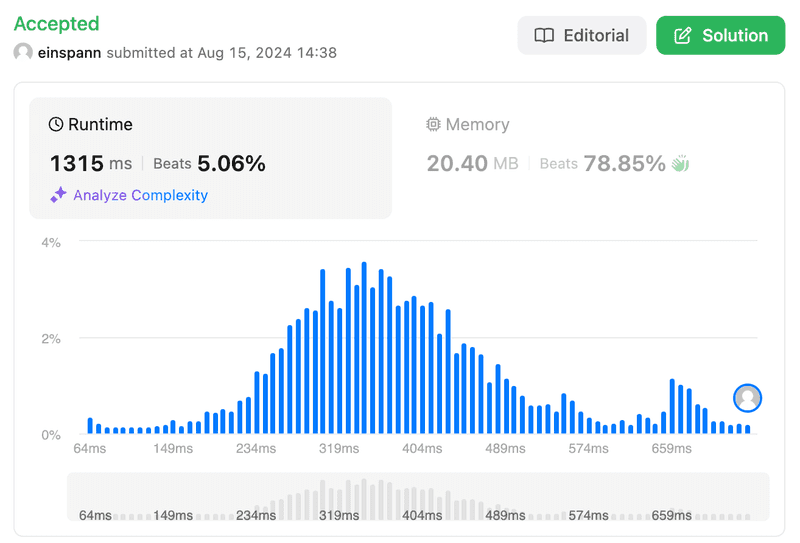 Accepted
einspann submitted at Aug 15, 2024 14:38
Editorial
Solution
Runtime
1315 ms | Beats 5.06%
Analyze Complexity
Memory
20.40 MB | Beats 78.85%
4%
2%
0%
64ms 149ms 234ms 319ms 404ms 489ms 574ms 659ms
64ms 149ms 234ms 319ms 404ms 489ms 574ms 659ms